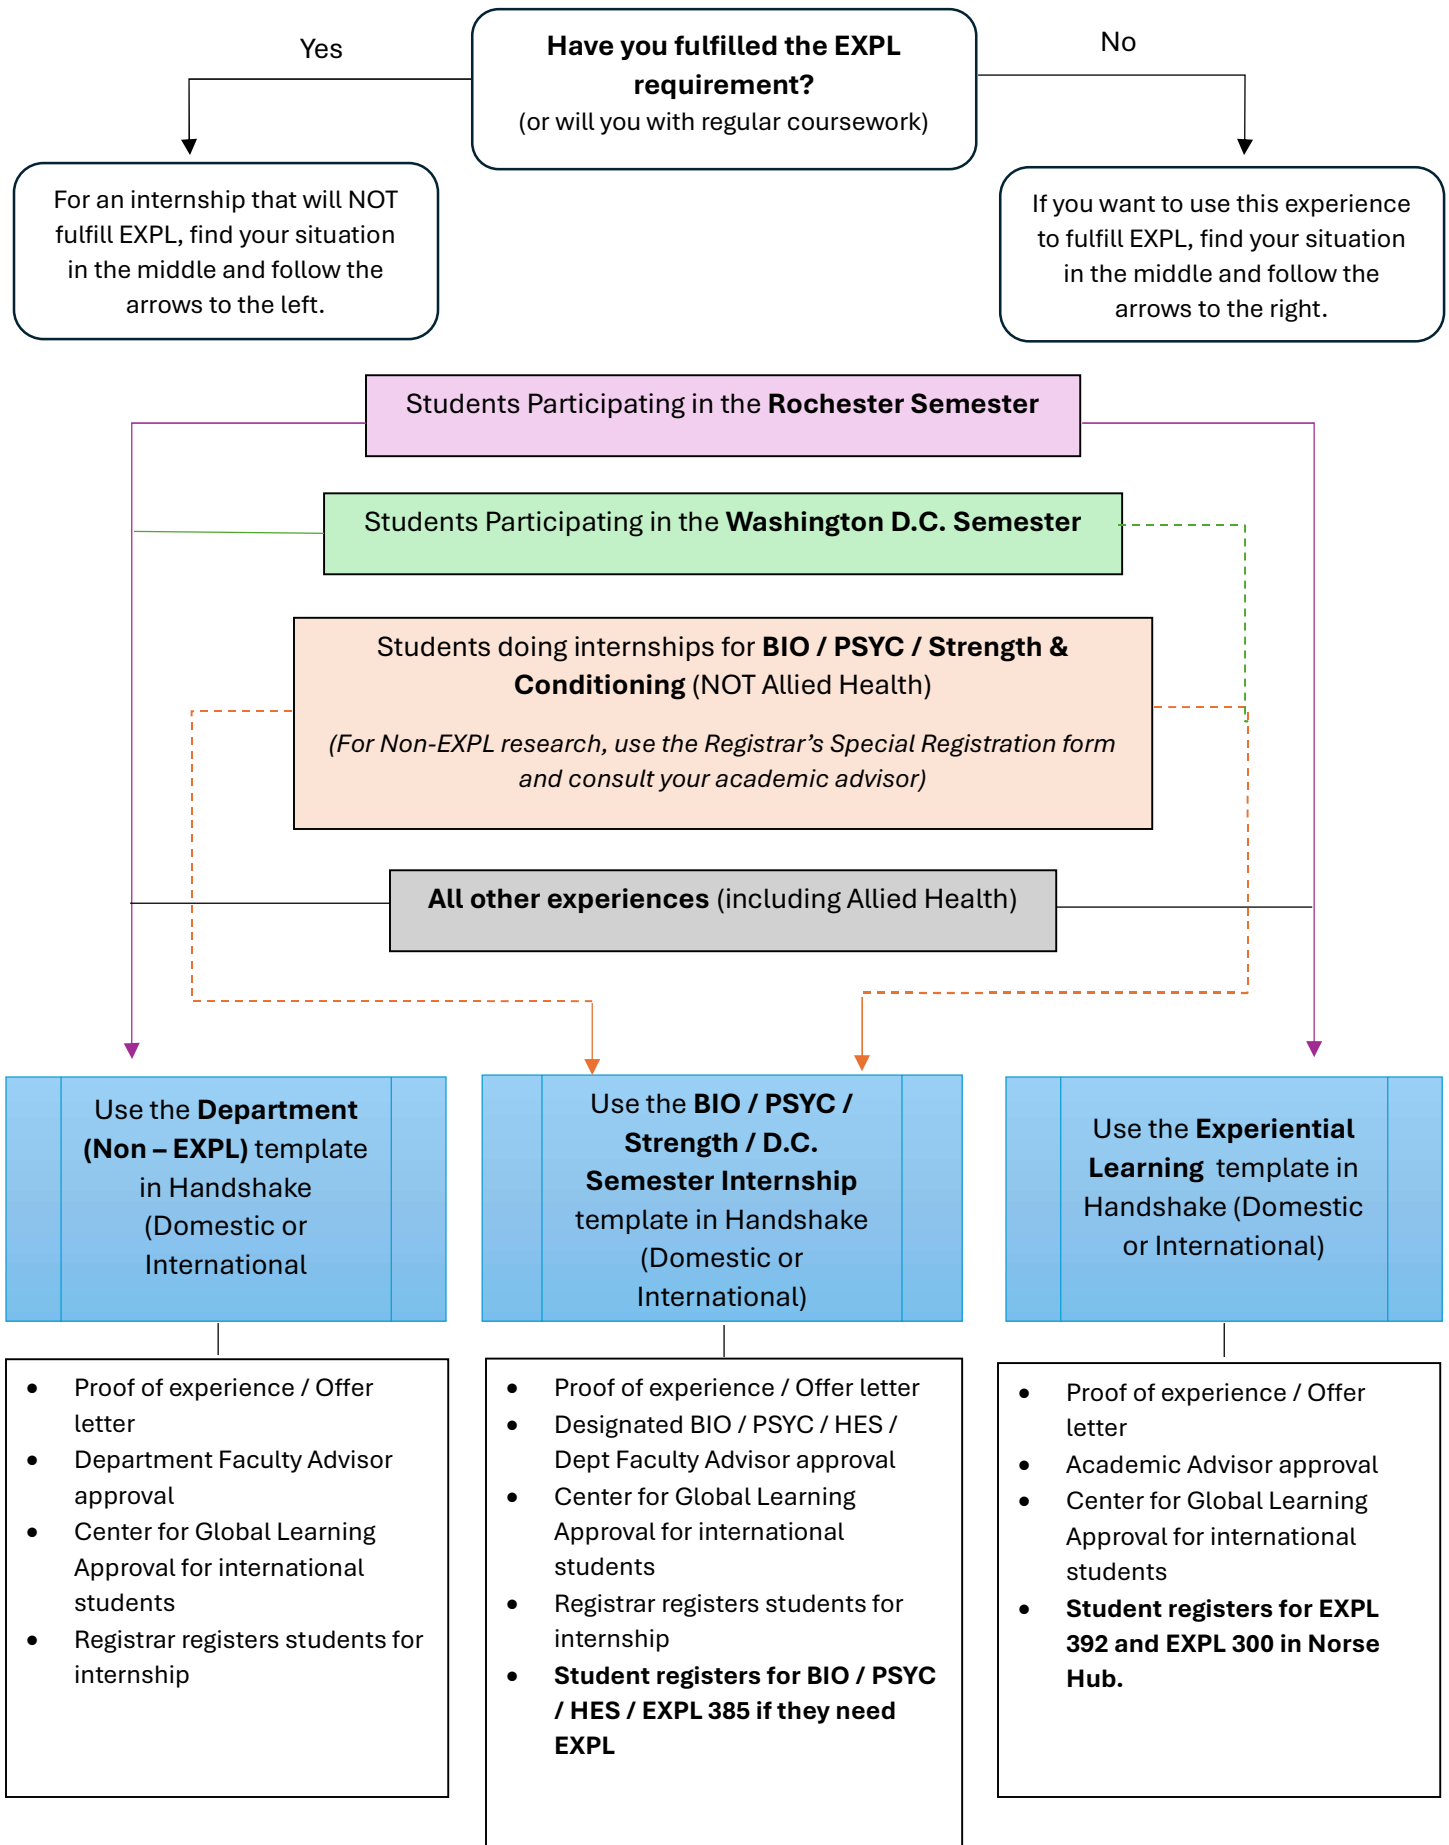 Yes
Have you fulfilled the EXPL
requirement?
(or will you with regular coursework)
No
For an internship that will NOT
fulfill EXPL, find your situation
in the middle and follow the
arrows to the left.
If you want to use this experience
to fulfill EXPL, find your situation
in the middle and follow the
arrows to the right.
Students Participating in the Rochester Semester
Students Participating in the Washington D.C. Semester
Students doing internships for BIO / PSYC / Strength &
Conditioning (NOT Allied Health)
(For Non-EXPL research, use the Registrar’s Special Registration form
and consult your academic advisor)
All other experiences (including Allied Health)
Use the Department
(Non – EXPL) template
in Handshake
(Domestic or
International
Use the BIO / PSYC /
Strength / D.C.
Semester Internship
template in Handshake
(Domestic or
International)
Use the Experiential
Learning template in
Handshake (Domestic
or International)
• Proof of experience / Offer
letter
• Department Faculty Advisor
approval
• Center for Global Learning
Approval for international
students
• Registrar registers students for
internship
• Proof of experience / Offer letter
• Designated BIO / PSYC / HES /
Dept Faculty Advisor approval
• Center for Global Learning
Approval for international
students
• Registrar registers students for
internship
• Student registers for BIO / PSYC
/ HES / EXPL 385 if they need
EXPL
• Proof of experience / Offer
letter
• Academic Advisor approval
• Center for Global Learning
Approval for international
students
• Student registers for EXPL
392 and EXPL 300 in Norse
Hub.